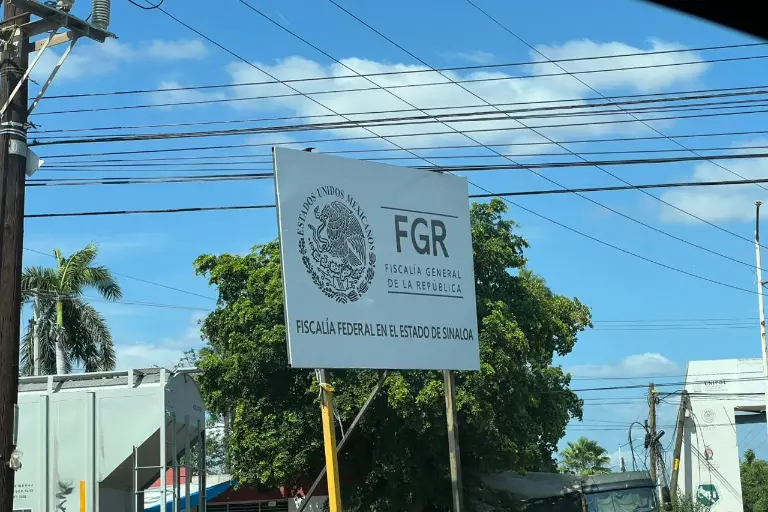 ESTADOS UNIDOS MEXICANOS
FGR
FISCALÍA GENERAL
DE LA REPÚBLICA
FISCALÍA FEDERAL EN EL ESTADO DE SINALOA